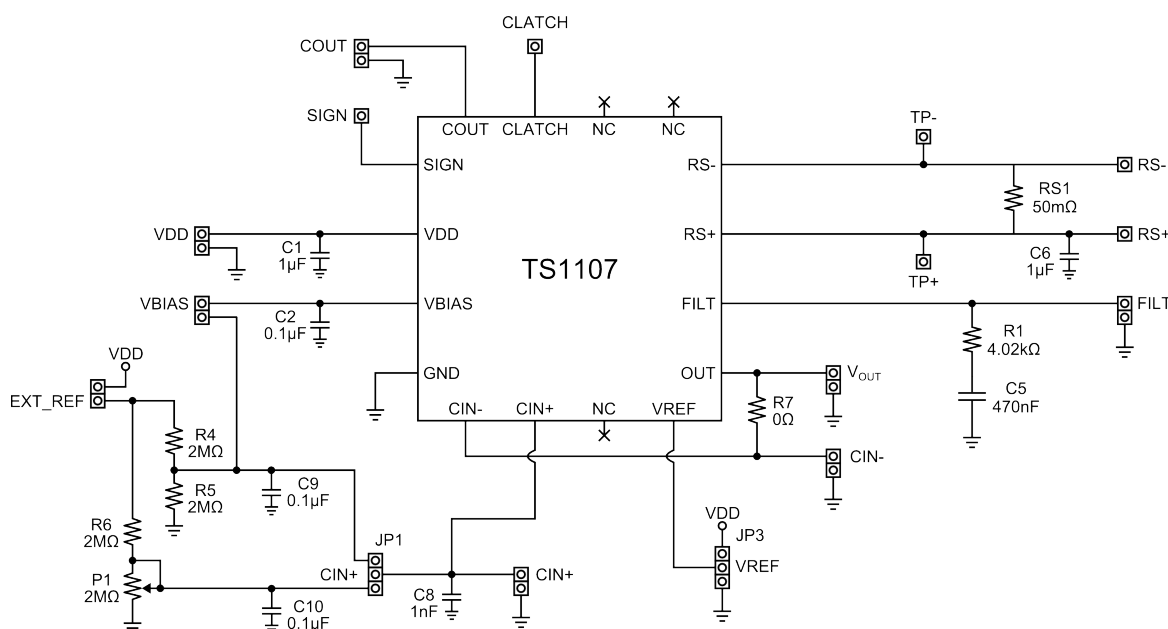 CLATCH
COUT
SIGN
COUT CLATCH NC NC
TP-
SIGN
RS-
RS-
RS1
50mΩ
VDD
VDD
RS+
RS+
C1
1µF
TS1107
C6
1µF
TP+
VBIAS
VBIAS
FILT
FILT
C2
0.1µF
R1
4.02kΩ
VDD
GND
OUT
VOUT
EXT_REF
C5
470nF
R7
0Ω
CIN- CIN+ NC VREF
R4
2MΩ
CIN-
R5
2MΩ
C9
0.1µF
R6
2MΩ
VDD
JP1
JP3
CIN+
CIN+
VREF
P1
2MΩ
C8
1nF
C10
0.1µF